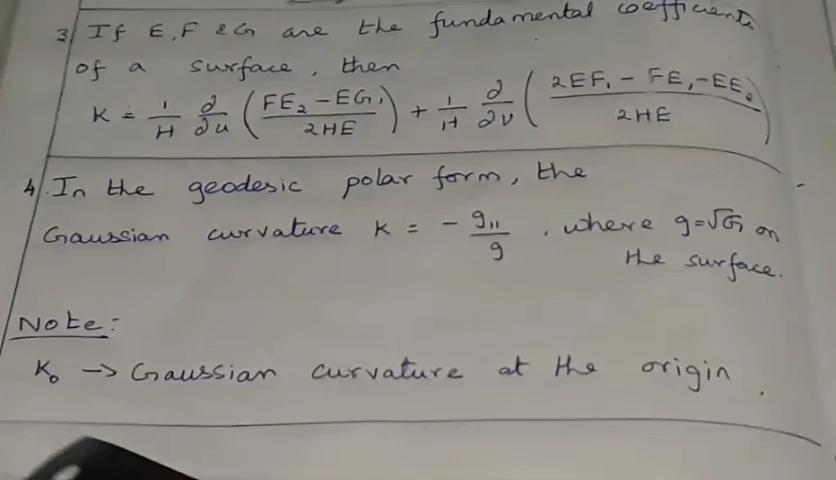 3/ If E, F & G are the fundamental coefficients
of a surface, then
K = 1/H ∂/∂u ( (FE₂ - EG₁) / 2HE ) + 1/H ∂/∂v ( (2EF₁ - FE₁ - EE₂) / 2HE )
4/. In the geodesic polar form, the
Gaussian curvature K = - g₁₁/g , where g=√G on
the surface.
Note:
K₀ → Gaussian curvature at the origin.